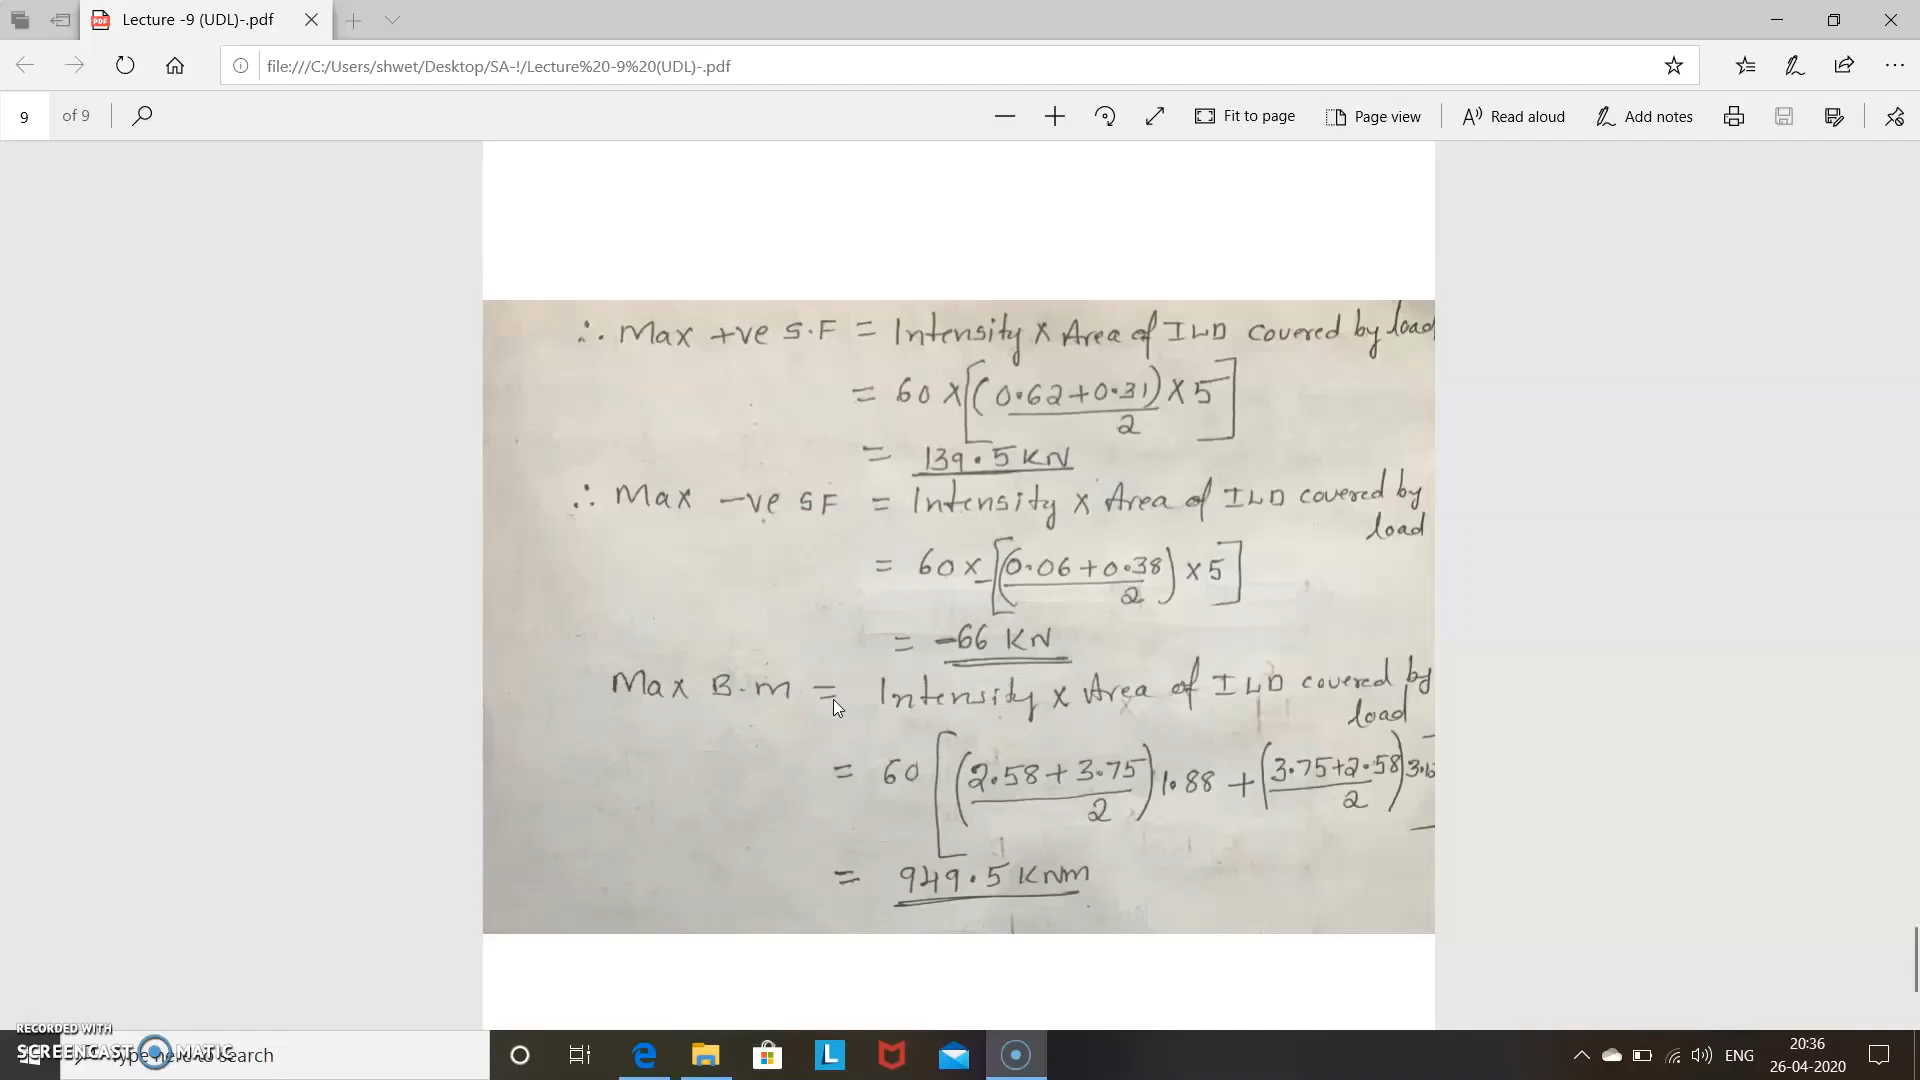 Lecture -9 (UDL)-.pdf
file:///C:/Users/shwet/Desktop/SA-!/Lecture%20-9%20(UDL)-.pdf
9 of 9 Fit to page Page view Read aloud Add notes
∴ Max +ve S.F = Intensity x Area of ILD covered by load
= 60 x [(0.62+0.31)/2 x 5]
= 139.5 KN
∴ Max -ve SF = Intensity x Area of ILD covered by
load
= 60 x -[(0.06+0.38/2) x 5]
= -66 KN
Max B.m = Intensity x Area of ILD covered by
load
= 60 [(2.58+3.75/2) 1.88 + (3.75+2.58/2)
= 949.5 KNm
RECORDED WITH
SCREENCAST MATIC
Type here to search
ENG
20:36
26-04-2020